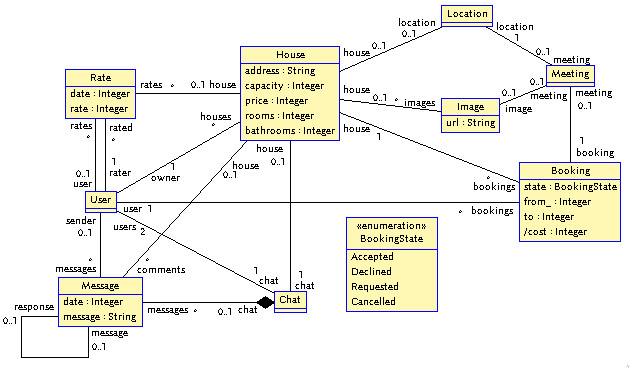 Location
location
0..1
location
1
0..1
meeting
House
address : String
capacity : Integer
price : Integer
rooms : Integer
bathrooms : Integer
house
0..1
Meeting
meeting
0..1
0..1
meeting
Rate
date : Integer
rate : Integer
rates * 0..1 house
house
0..1 * images
Image
url : String
image
house
1
houses
*
rates
*
rated
*
1
rater
0..1
user
1
owner
house
0..1
house
0..1
1
booking
*
bookings
Booking
state : BookingState
from_ : Integer
to : Integer
/cost : Integer
User
user 1
* bookings
sender
0..1
users 2
«enumeration»
BookingState
Accepted
Declined
Requested
Cancelled
messages *
*
comments
1
chat
1
chat
Message
date : Integer
message : String
messages * 0..1 chat
Chat
response
0..1
message
0..1